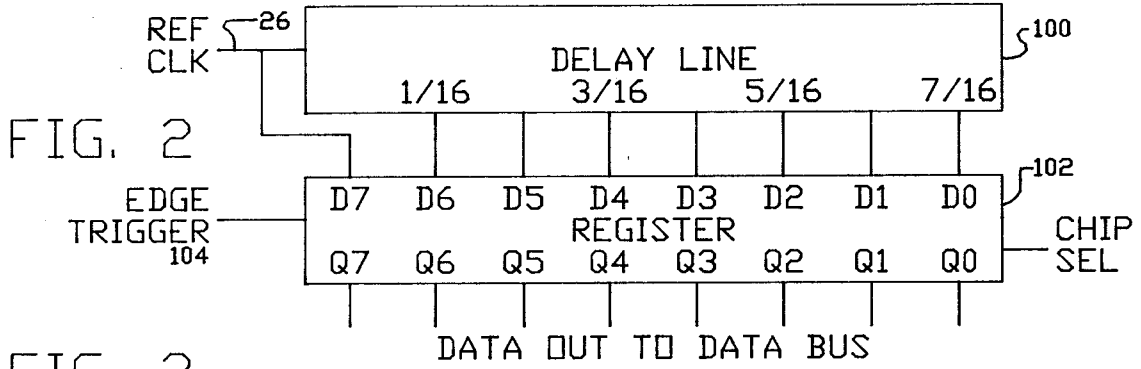 REF
CLK
26
100
DELAY LINE
1/16 3/16 5/16 7/16
FIG. 2
102
EDGE
TRIGGER
104
D7 D6 D5 D4 D3 D2 D1 D0
REGISTER
Q7 Q6 Q5 Q4 Q3 Q2 Q1 Q0
CHIP
SEL
DATA OUT TO DATA BUS